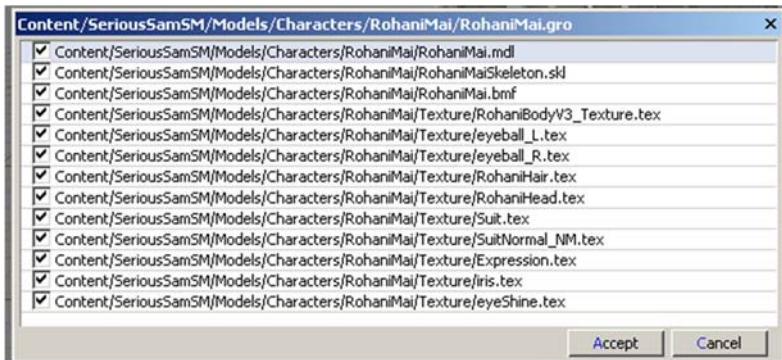 Content/SeriousSamSM/Models/Characters/RohaniMai/RohaniMai.gro
Content/SeriousSamSM/Models/Characters/RohaniMai/RohaniMai.mdl
Content/SeriousSamSM/Models/Characters/RohaniMai/RohaniMaiSkeleton.skl
Content/SeriousSamSM/Models/Characters/RohaniMai/RohaniMai.bmf
Content/SeriousSamSM/Models/Characters/RohaniMai/Texture/RohaniBodyV3_Texture.tex
Content/SeriousSamSM/Models/Characters/RohaniMai/Texture/eyeball_L.tex
Content/SeriousSamSM/Models/Characters/RohaniMai/Texture/eyeball_R.tex
Content/SeriousSamSM/Models/Characters/RohaniMai/Texture/RohaniHair.tex
Content/SeriousSamSM/Models/Characters/RohaniMai/Texture/RohaniHead.tex
Content/SeriousSamSM/Models/Characters/RohaniMai/Texture/Suit.tex
Content/SeriousSamSM/Models/Characters/RohaniMai/Texture/SuitNormal_NM.tex
Content/SeriousSamSM/Models/Characters/RohaniMai/Texture/Expression.tex
Content/SeriousSamSM/Models/Characters/RohaniMai/Texture/iris.tex
Content/SeriousSamSM/Models/Characters/RohaniMai/Texture/eyeShine.tex
Accept Cancel